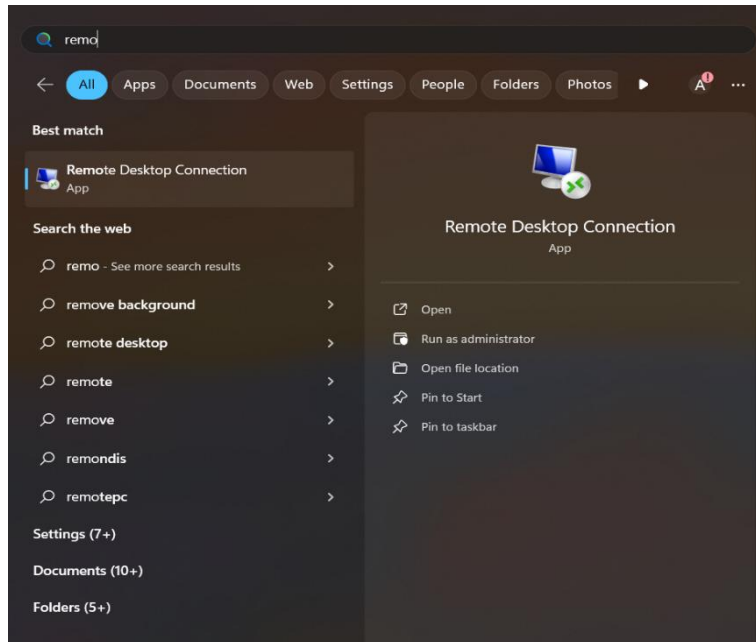 remo
All Apps Documents Web Settings People Folders Photos A
Best match
Remote Desktop Connection
App
Search the web
remo - See more search results
remove background
remote desktop
remote
remove
remondis
remotepc
Settings (7+)
Documents (10+)
Folders (5+)
Remote Desktop Connection
App
Open
Run as administrator
Open file location
Pin to Start
Pin to taskbar